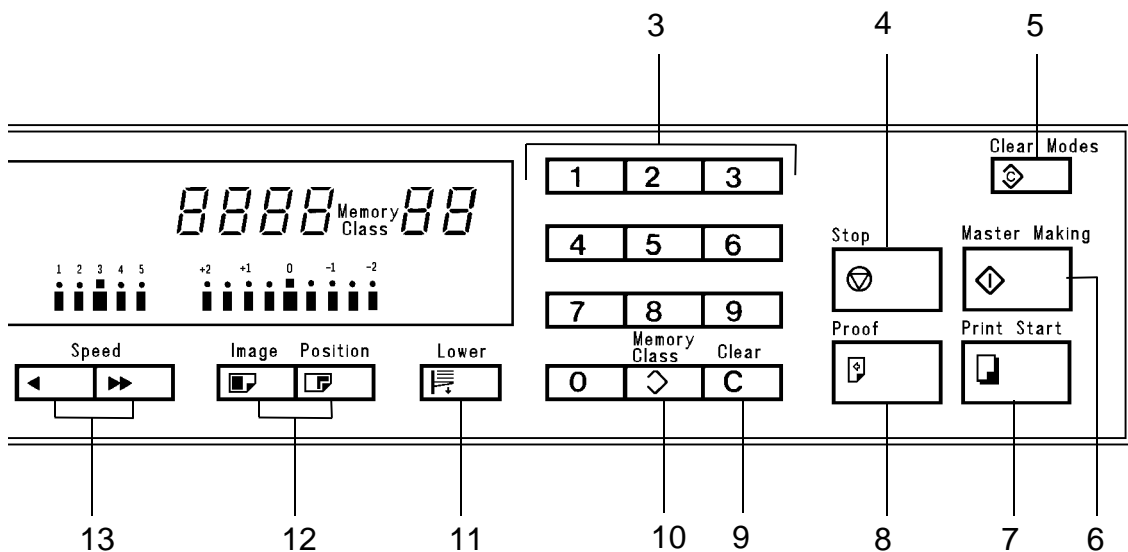 3 4 5
Clear Modes
C
1 2 3
8888 Memory Class 88
4 5 6
Stop Master Making
1 2 3 4 5 +2 +1 0 -1 -2
7 8 9
Proof Print Start
Memory Class Clear
Speed Image Position Lower
0 C
13 12 11 10 9 8 7 6